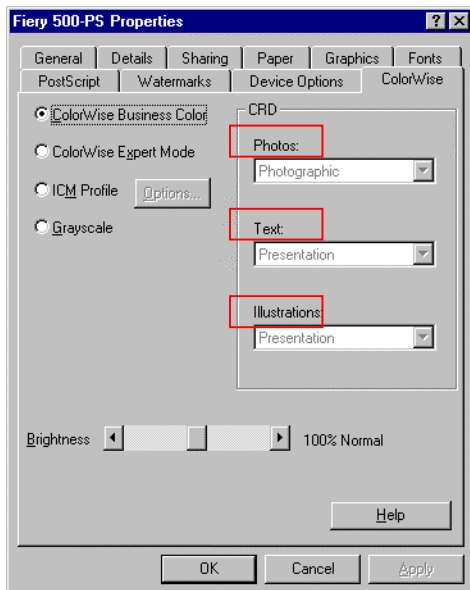 Fiery 500-PS Properties
General Details Sharing Paper Graphics Fonts
PostScript Watermarks Device Options ColorWise
ColorWise Business Color
ColorWise Expert Mode
ICM Profile Options...
Grayscale
CRD
Photos:
Photographic
Text:
Presentation
Illustrations
Presentation
Brightness 100% Normal
Help
OK Cancel Apply